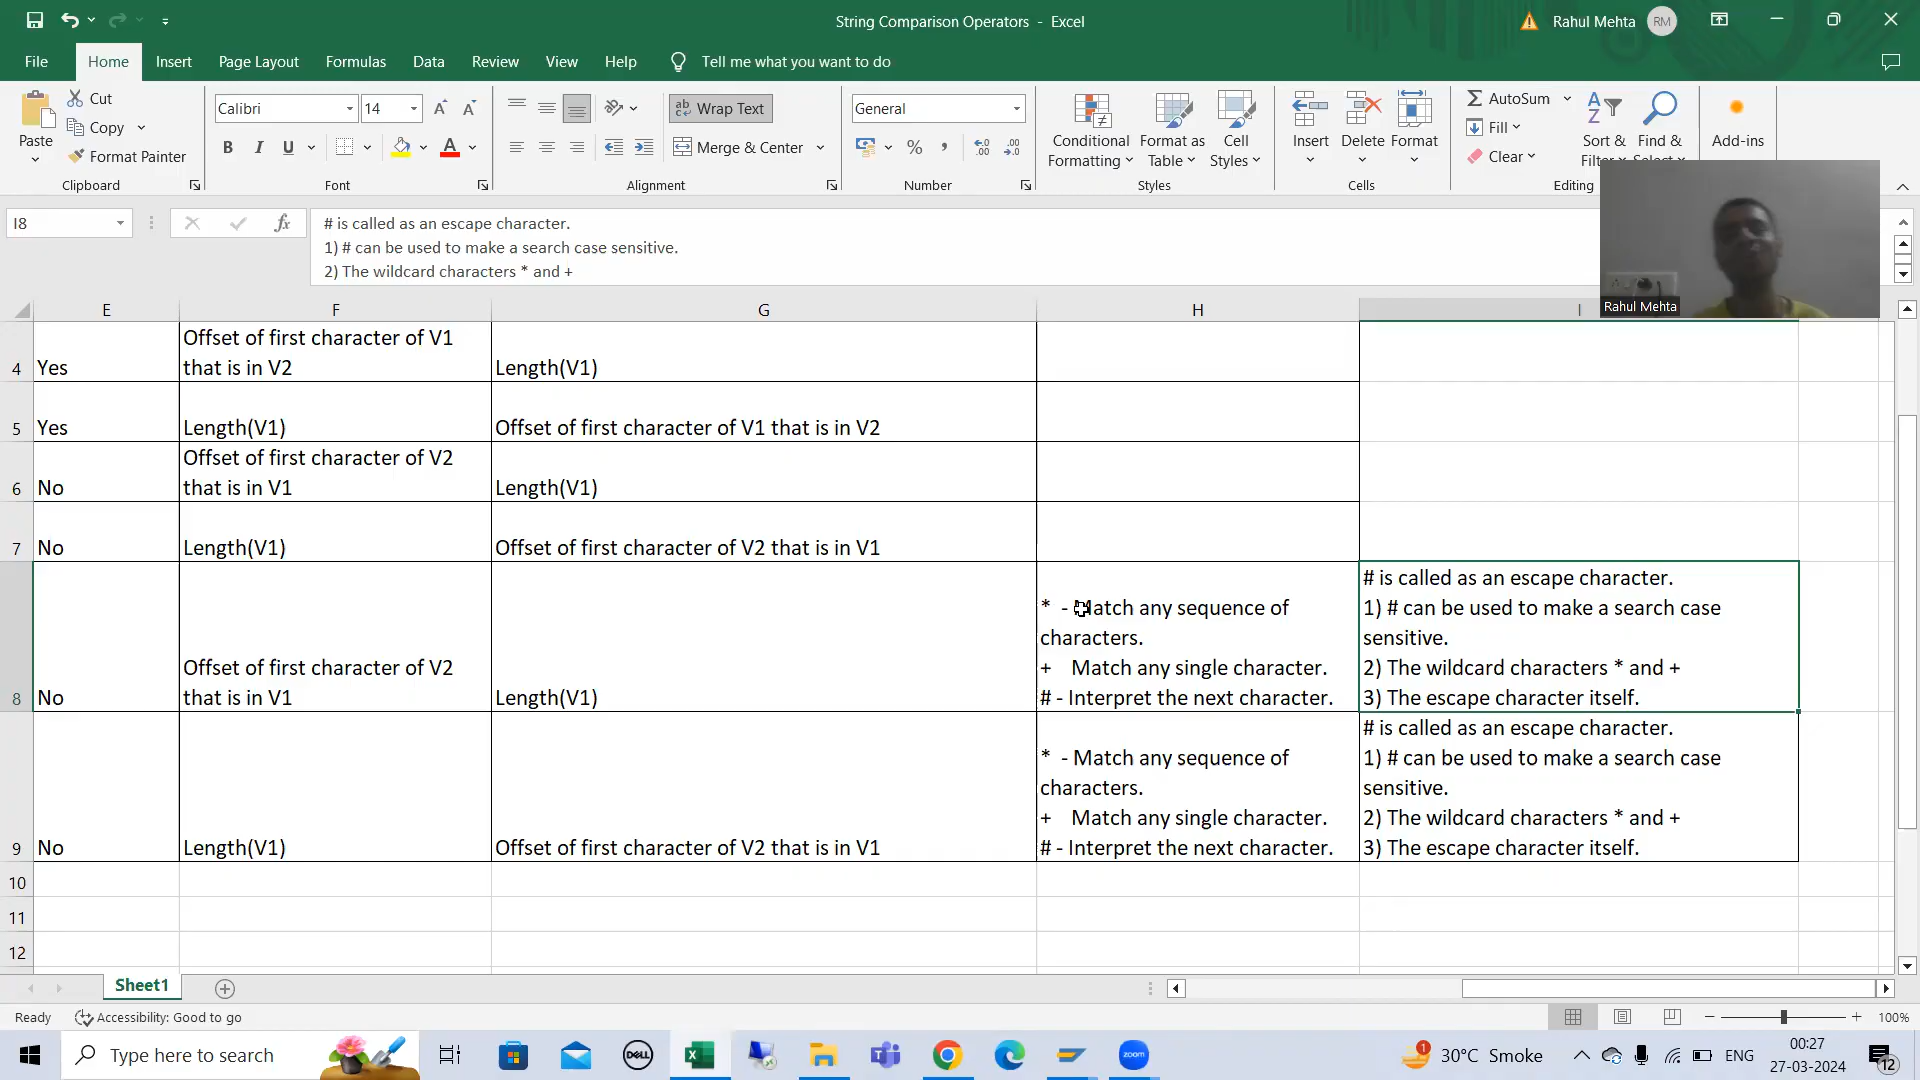 String Comparison Operators - Excel
Rahul Mehta
RM
File
Home
Insert
Page Layout
Formulas
Data
Review
View
Help
Tell me what you want to do
Paste
Cut
Copy
Format Painter
Clipboard
Calibri
14
B I U
Font
Wrap Text
Merge & Center
Alignment
General
Number
Conditional Formatting
Format as Table
Cell Styles
Styles
Insert
Delete
Format
Cells
AutoSum
Fill
Clear
Sort &
Find &
Editing
Add-ins
I8
fx
# is called as an escape character.
1) # can be used to make a search case sensitive.
2) The wildcard characters * and +
Rahul Mehta
E F G H I
4
Yes
Offset of first character of V1
that is in V2
Length(V1)
5
Yes
Length(V1)
Offset of first character of V1 that is in V2
6
No
Offset of first character of V2
that is in V1
Length(V1)
7
No
Length(V1)
Offset of first character of V2 that is in V1
8
No
Offset of first character of V2
that is in V1
Length(V1)
* - Match any sequence of
characters.
+ Match any single character.
# - Interpret the next character.
# is called as an escape character.
1) # can be used to make a search case
sensitive.
2) The wildcard characters * and +
3) The escape character itself.
9
No
Length(V1)
Offset of first character of V2 that is in V1
* - Match any sequence of
characters.
+ Match any single character.
# - Interpret the next character.
# is called as an escape character.
1) # can be used to make a search case
sensitive.
2) The wildcard characters * and +
3) The escape character itself.
10
11
12
Sheet1
Ready
Accessibility: Good to go
100%
Type here to search
DELL
zoom
1
30°C Smoke
ENG
00:27
27-03-2024
12